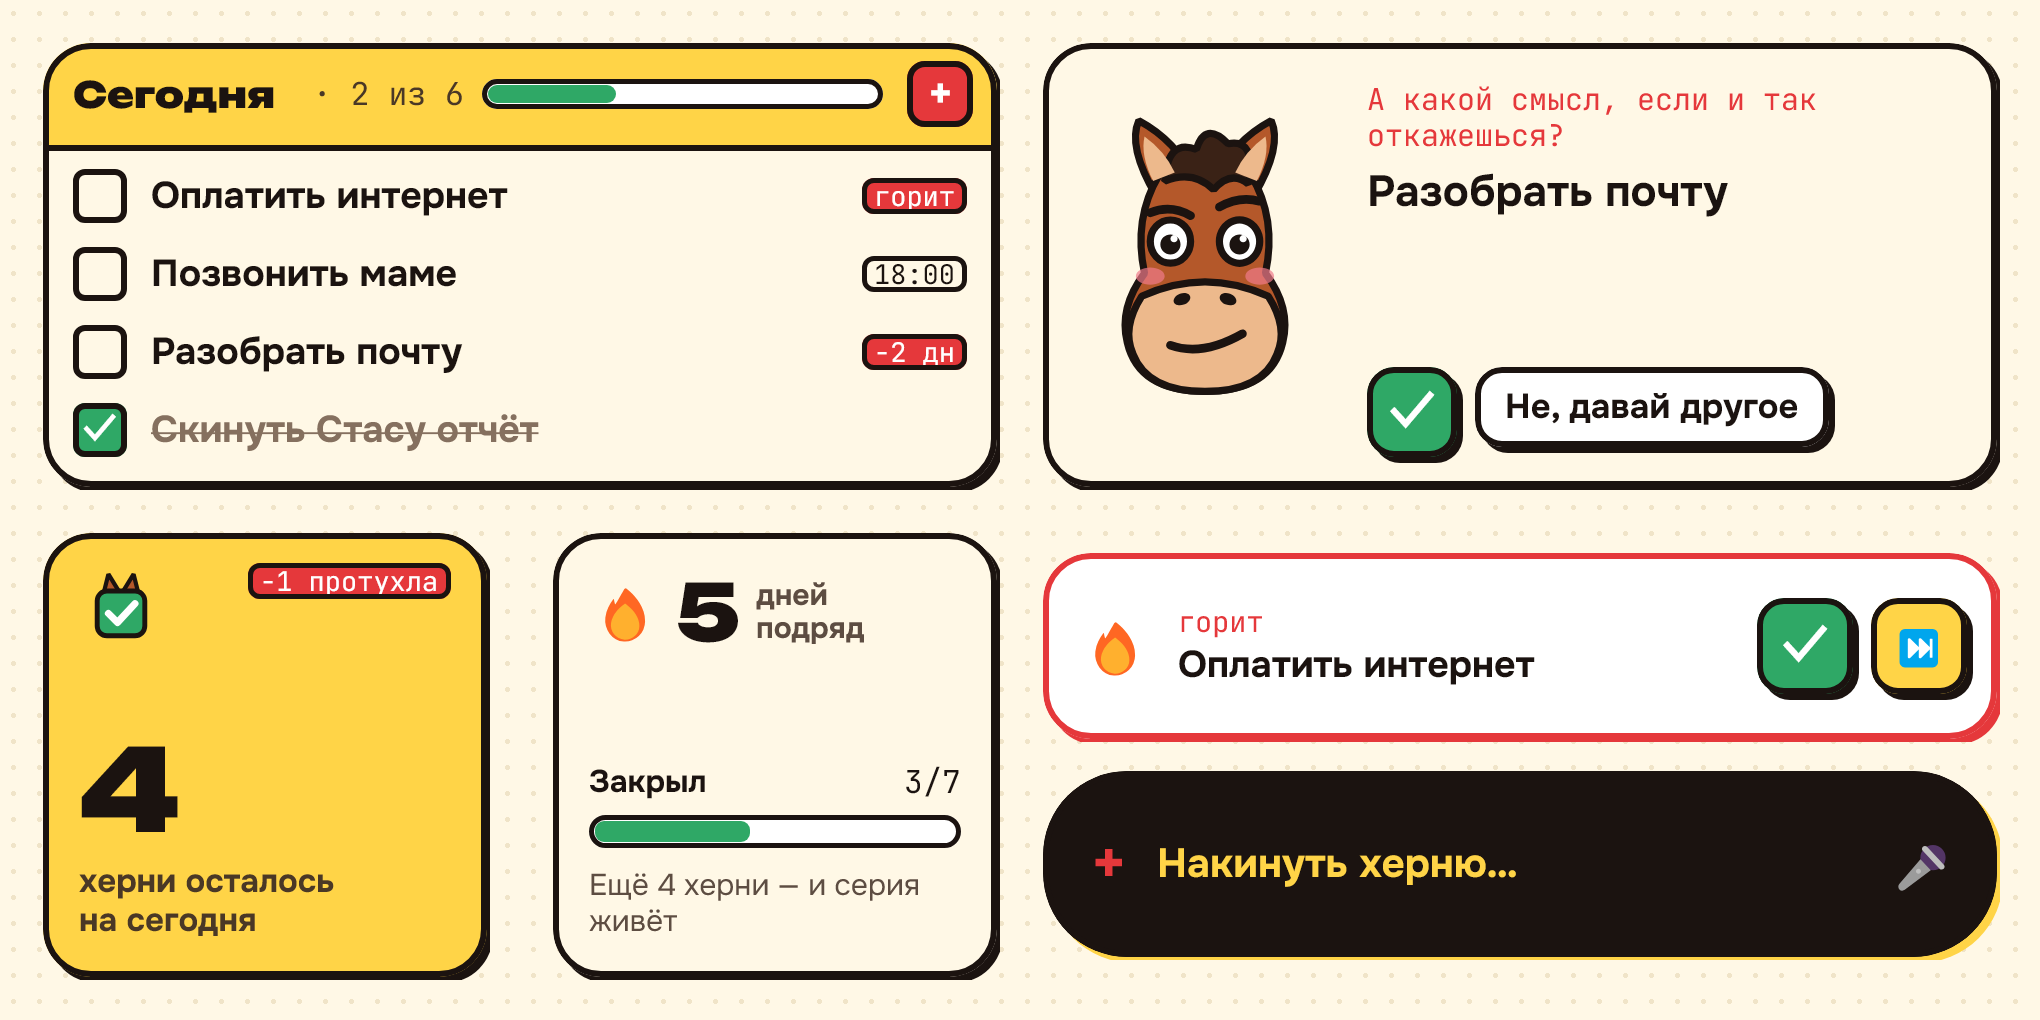 Сегодня · 2 из 6 +
Оплатить интернет горит
Позвонить маме 18:00
Разобрать почту -2 дн
Скинуть Стасу отчёт
А какой смысл, если и так
откажешься?
Разобрать почту
Не, давай другое
-1 протухла
4
херни осталось
на сегодня
5 дней
подряд
Закрыл 3/7
Ещё 4 херни — и серия
живёт
горит
Оплатить интернет
+ Накинуть херню...